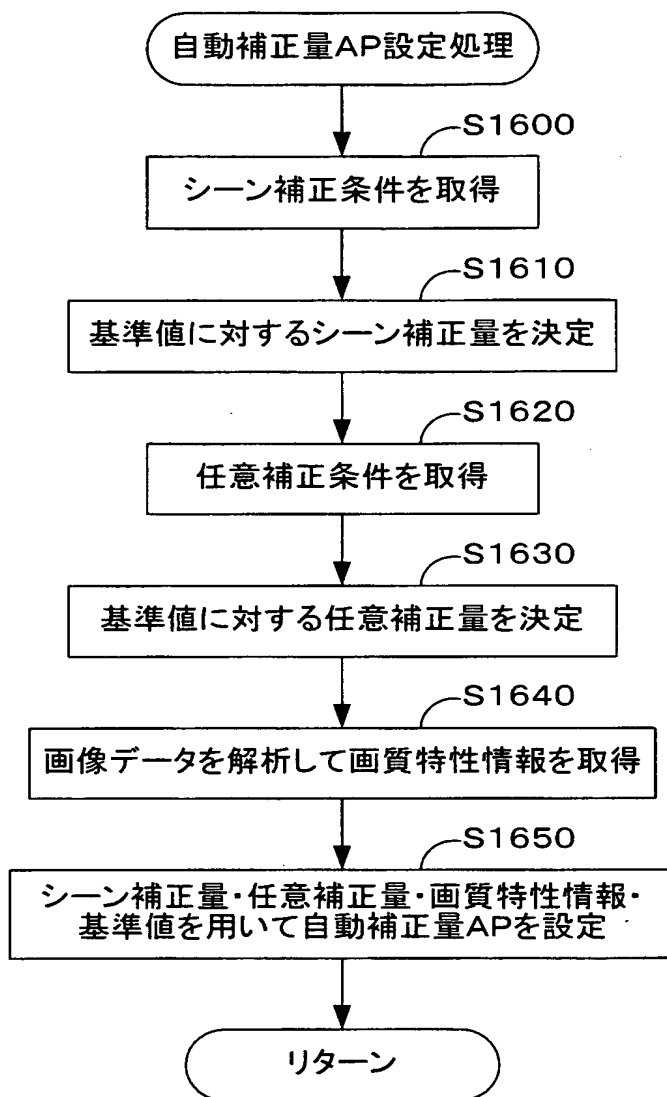 自動補正量AP設定処理
S1600
シーン補正条件を取得
S1610
基準値に対するシーン補正量を決定
S1620
任意補正条件を取得
S1630
基準値に対する任意補正量を決定
S1640
画像データを解析して画質特性情報を取得
S1650
シーン補正量・任意補正量・画質特性情報・
基準値を用いて自動補正量APを設定
リターン